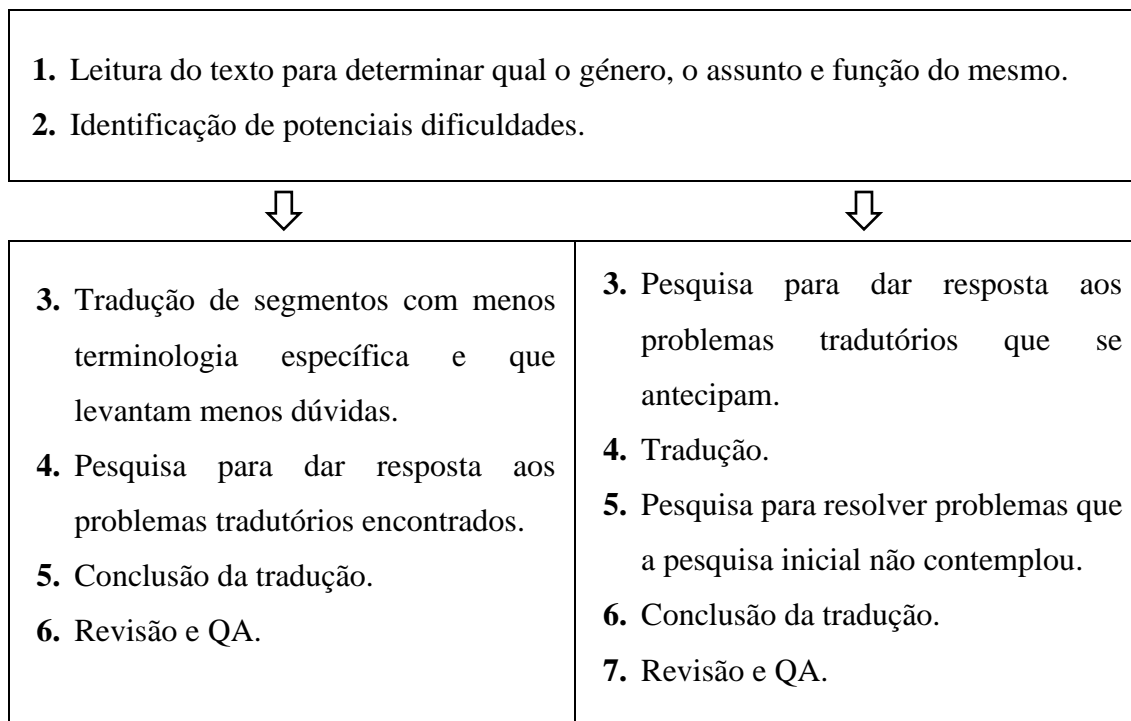 1. Leitura do texto para determinar qual o género, o assunto e função do mesmo.
2. Identificação de potenciais dificuldades.
3. Tradução de segmentos com menos
terminologia específica e que
levantam menos dúvidas.
4. Pesquisa para dar resposta aos
problemas tradutórios encontrados.
5. Conclusão da tradução.
6. Revisão e QA.
3. Pesquisa para dar resposta aos
problemas tradutórios que se
antecipam.
4. Tradução.
5. Pesquisa para resolver problemas que
a pesquisa inicial não contemplou.
6. Conclusão da tradução.
7. Revisão e QA.